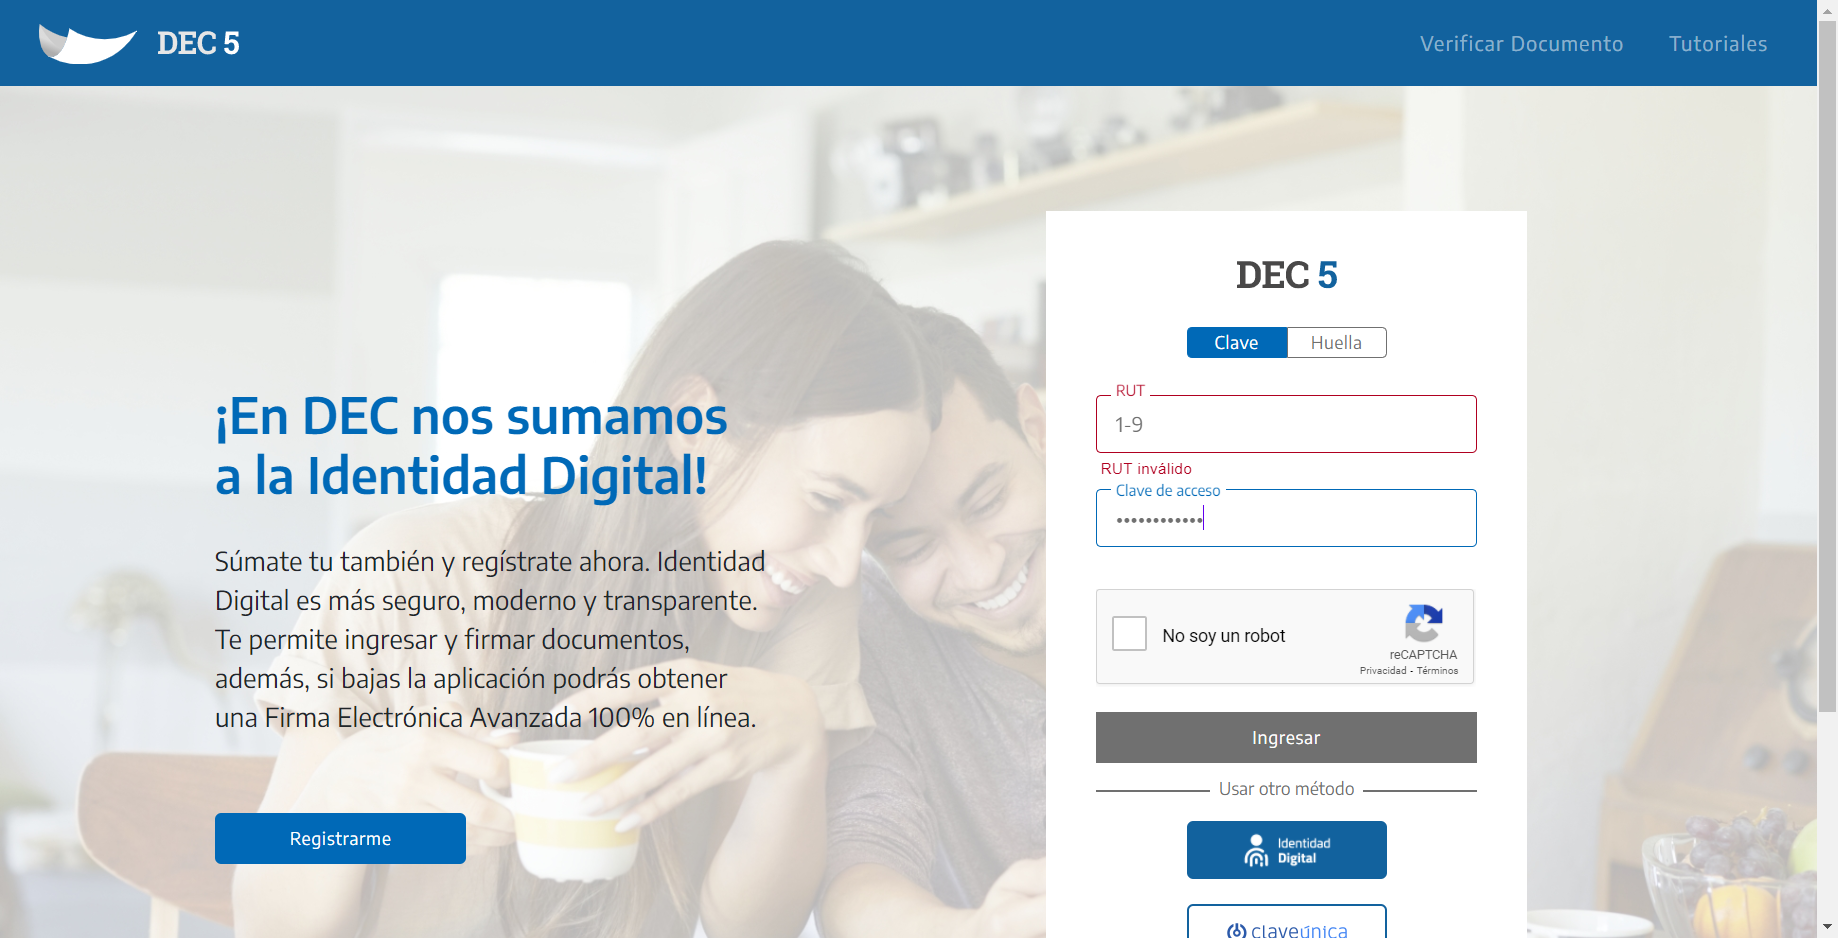 DEC 5
Verificar Documento
Tutoriales
¡En DEC nos sumamos
a la Identidad Digital!
Súmate tu también y regístrate ahora. Identidad
Digital es más seguro, moderno y transparente.
Te permite ingresar y firmar documentos,
además, si bajas la aplicación podrás obtener
una Firma Electrónica Avanzada 100% en línea.
Registrarme
DEC 5
Clave
Huella
RUT
1-9
RUT inválido
Clave de acceso
••••••••••••
No soy un robot
reCAPTCHA
Privacidad - Términos
Ingresar
Usar otro método
Identidad
Digital
claveúnica